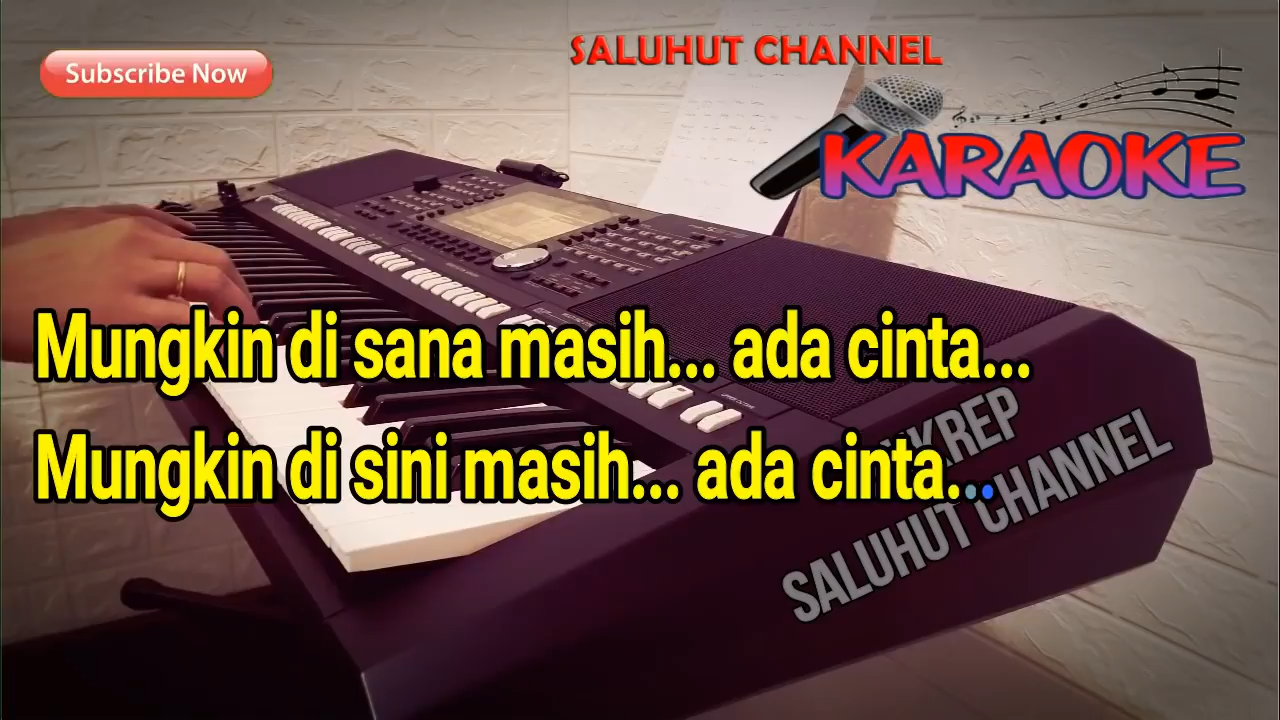 Subscribe Now
SALUHUT CHANNEL
KARAOKE
Mungkin di sana masih... ada cinta...
Mungkin di sini masih... ada cinta...
SALUHUT CHANNEL